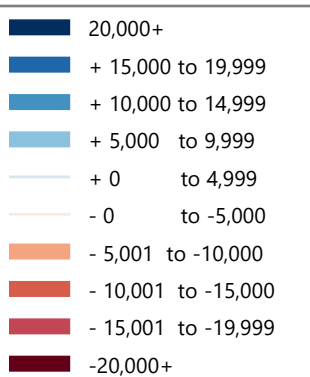 20,000+
+ 15,000 to 19,999
+ 10,000 to 14,999
+ 5,000 to 9,999
+ 0 to 4,999
- 0 to -5,000
- 5,001 to -10,000
- 10,001 to -15,000
- 15,001 to -19,999
-20,000+